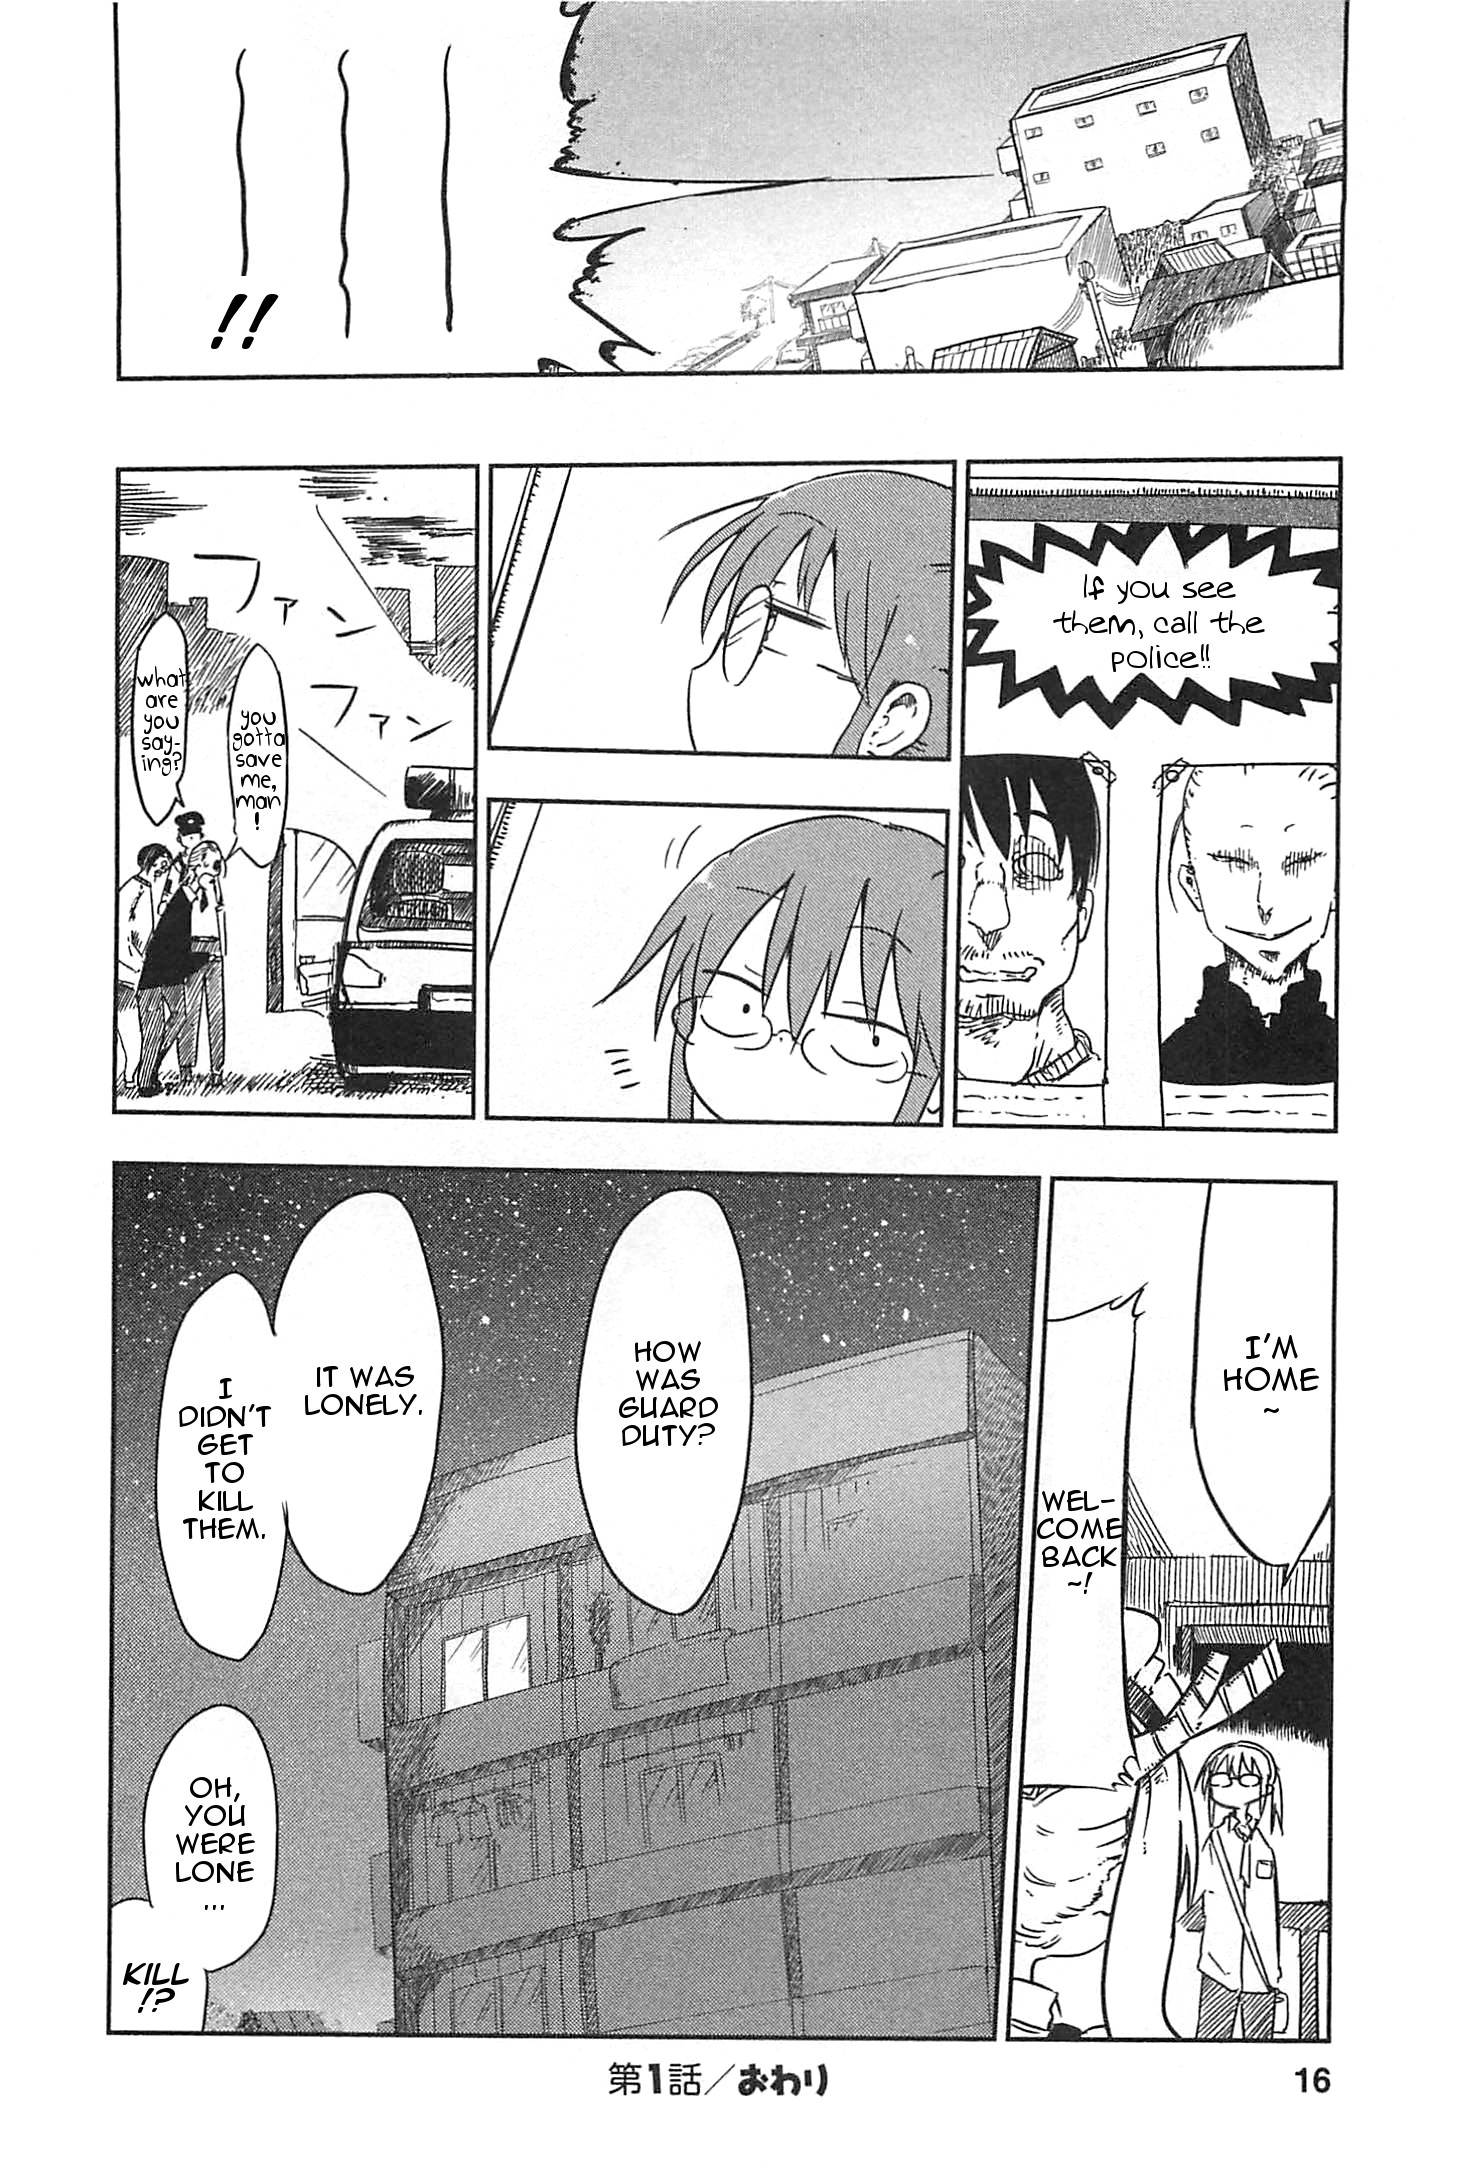 !!
If you see
them, call the
police!!
ファン
ファン
you
gotta
save
me,
man
!
what
are
you
say-
ing?
I'M
HOME
~
WEL-
COME
BACK
~!
HOW
WAS
GUARD
DUTY?
IT WAS
LONELY.
I
DIDN'T
GET
TO
KILL
THEM.
OH,
YOU
WERE
LONE
...
KILL
!?
第1話/おわり
16